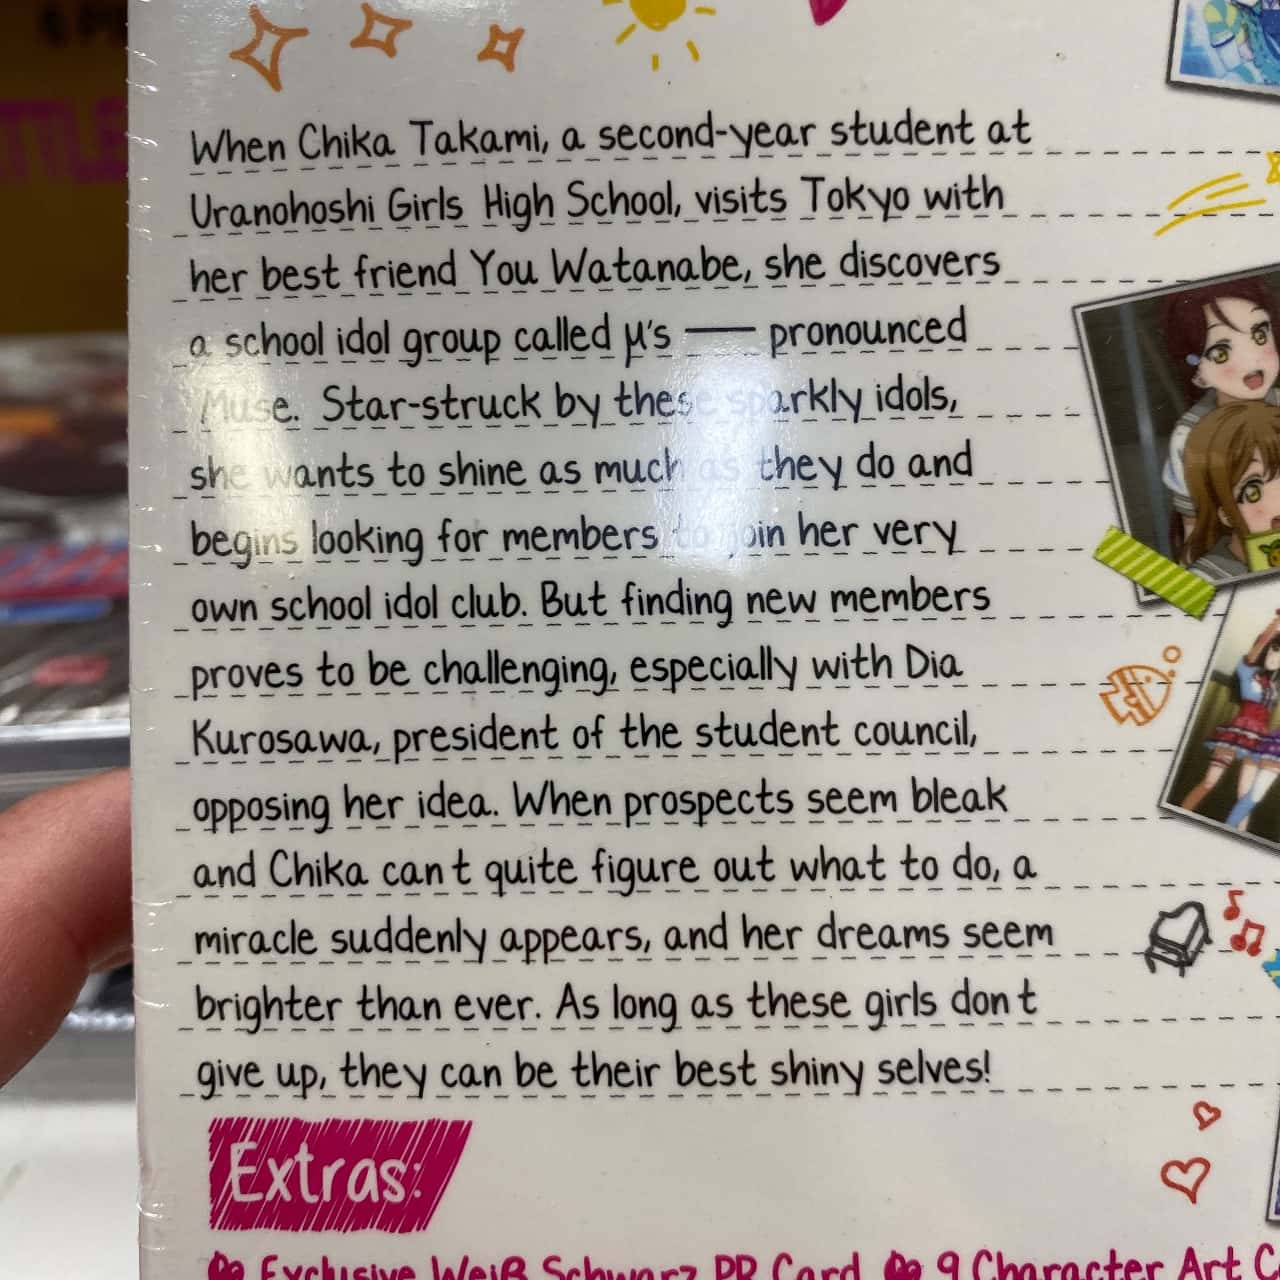 TTLE
When Chika Takami, a second-year student at
Uranohoshi Girls High School, visits Tokyo with
her best friend You Watanabe, she discovers
a school idol group called μ's — pronounced
Muse. Star-struck by these sparkly idols,
she wants to shine as much as they do and
begins looking for members to join her very
own school idol club. But finding new members
proves to be challenging, especially with Dia
Kurosawa, president of the student council,
opposing her idea. When prospects seem bleak
and Chika can t quite figure out what to do, a
miracle suddenly appears, and her dreams seem
brighter than ever. As long as these girls don t
give up, they can be their best shiny selves!
Extras:
Exclusive Weiß Schwarz PR Card 9 Character Art C